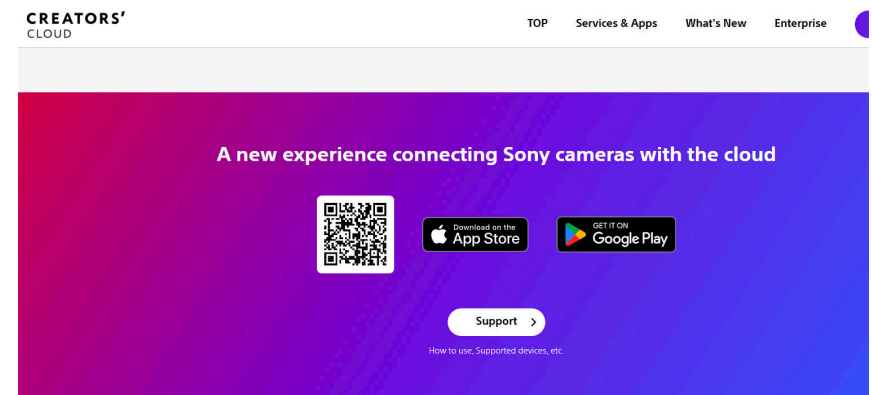 CREATORS'
CLOUD
TOP Services & Apps What's New Enterprise
A new experience connecting Sony cameras with the cloud
Download on the
App Store
GET IT ON
Google Play
Support
How to use, Supported devices, etc.